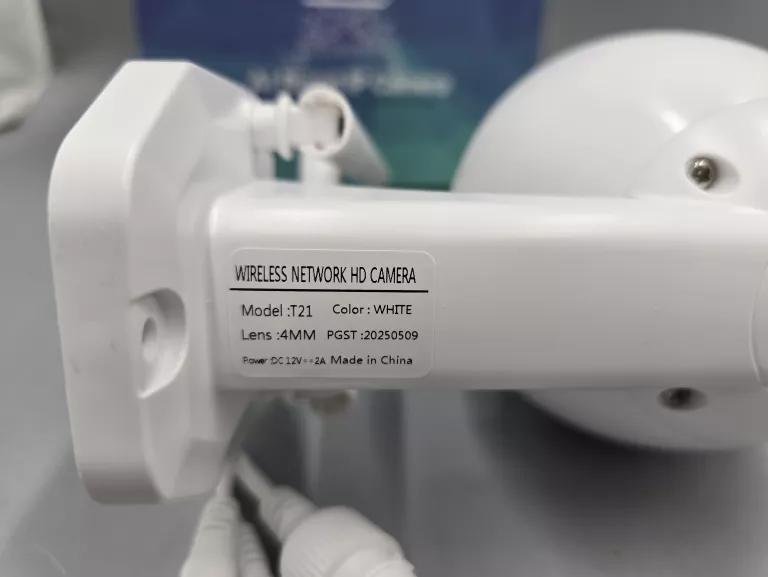 WIRELESS NETWORK HD CAMERA
Model :T21 Color : WHITE
Lens :4MM PGST :20250509
Power :DC 12V⎓2A Made in China